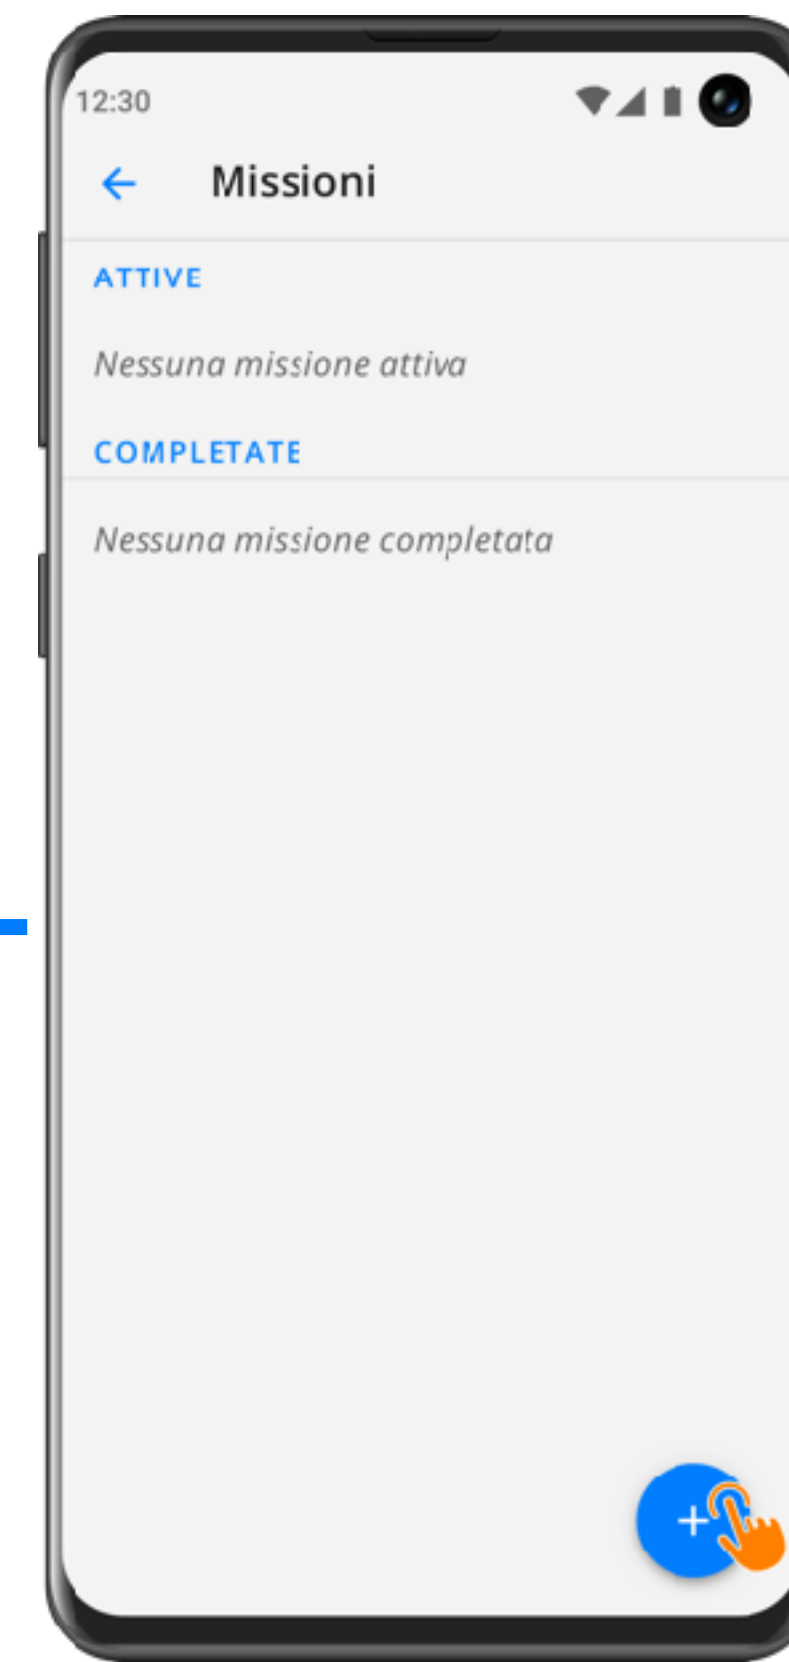 12:30
Missioni
ATTIVE
Nessuna missione attiva
COMPLETATE
Nessuna missione completata
+